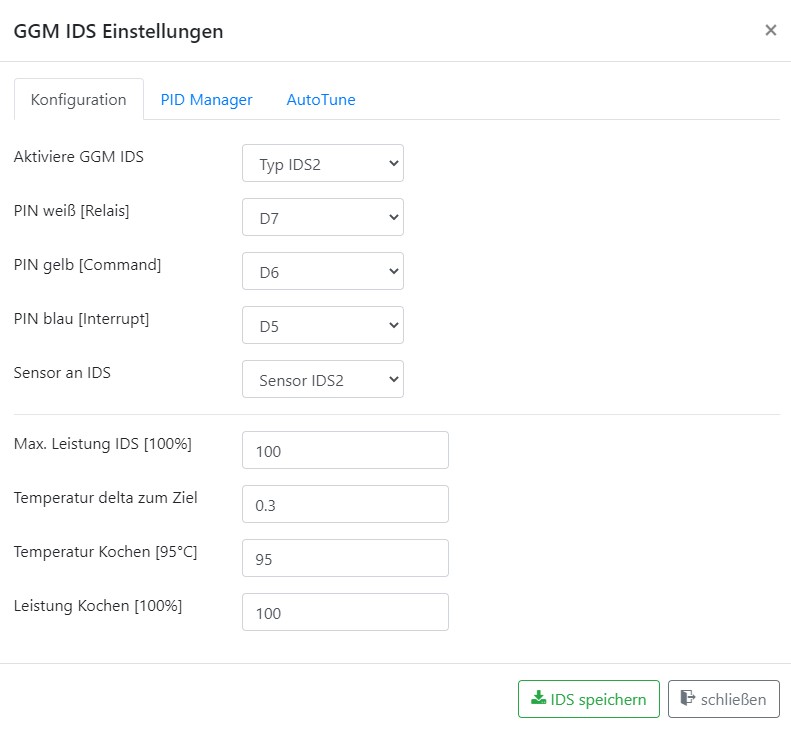 GGM IDS Einstellungen ×
Konfiguration PID Manager AutoTune
Aktiviere GGM IDS Typ IDS2
PIN weiß [Relais] D7
PIN gelb [Command] D6
PIN blau [Interrupt] D5
Sensor an IDS Sensor IDS2
Max. Leistung IDS [100%] 100
Temperatur delta zum Ziel 0.3
Temperatur Kochen [95°C] 95
Leistung Kochen [100%] 100
IDS speichern schließen